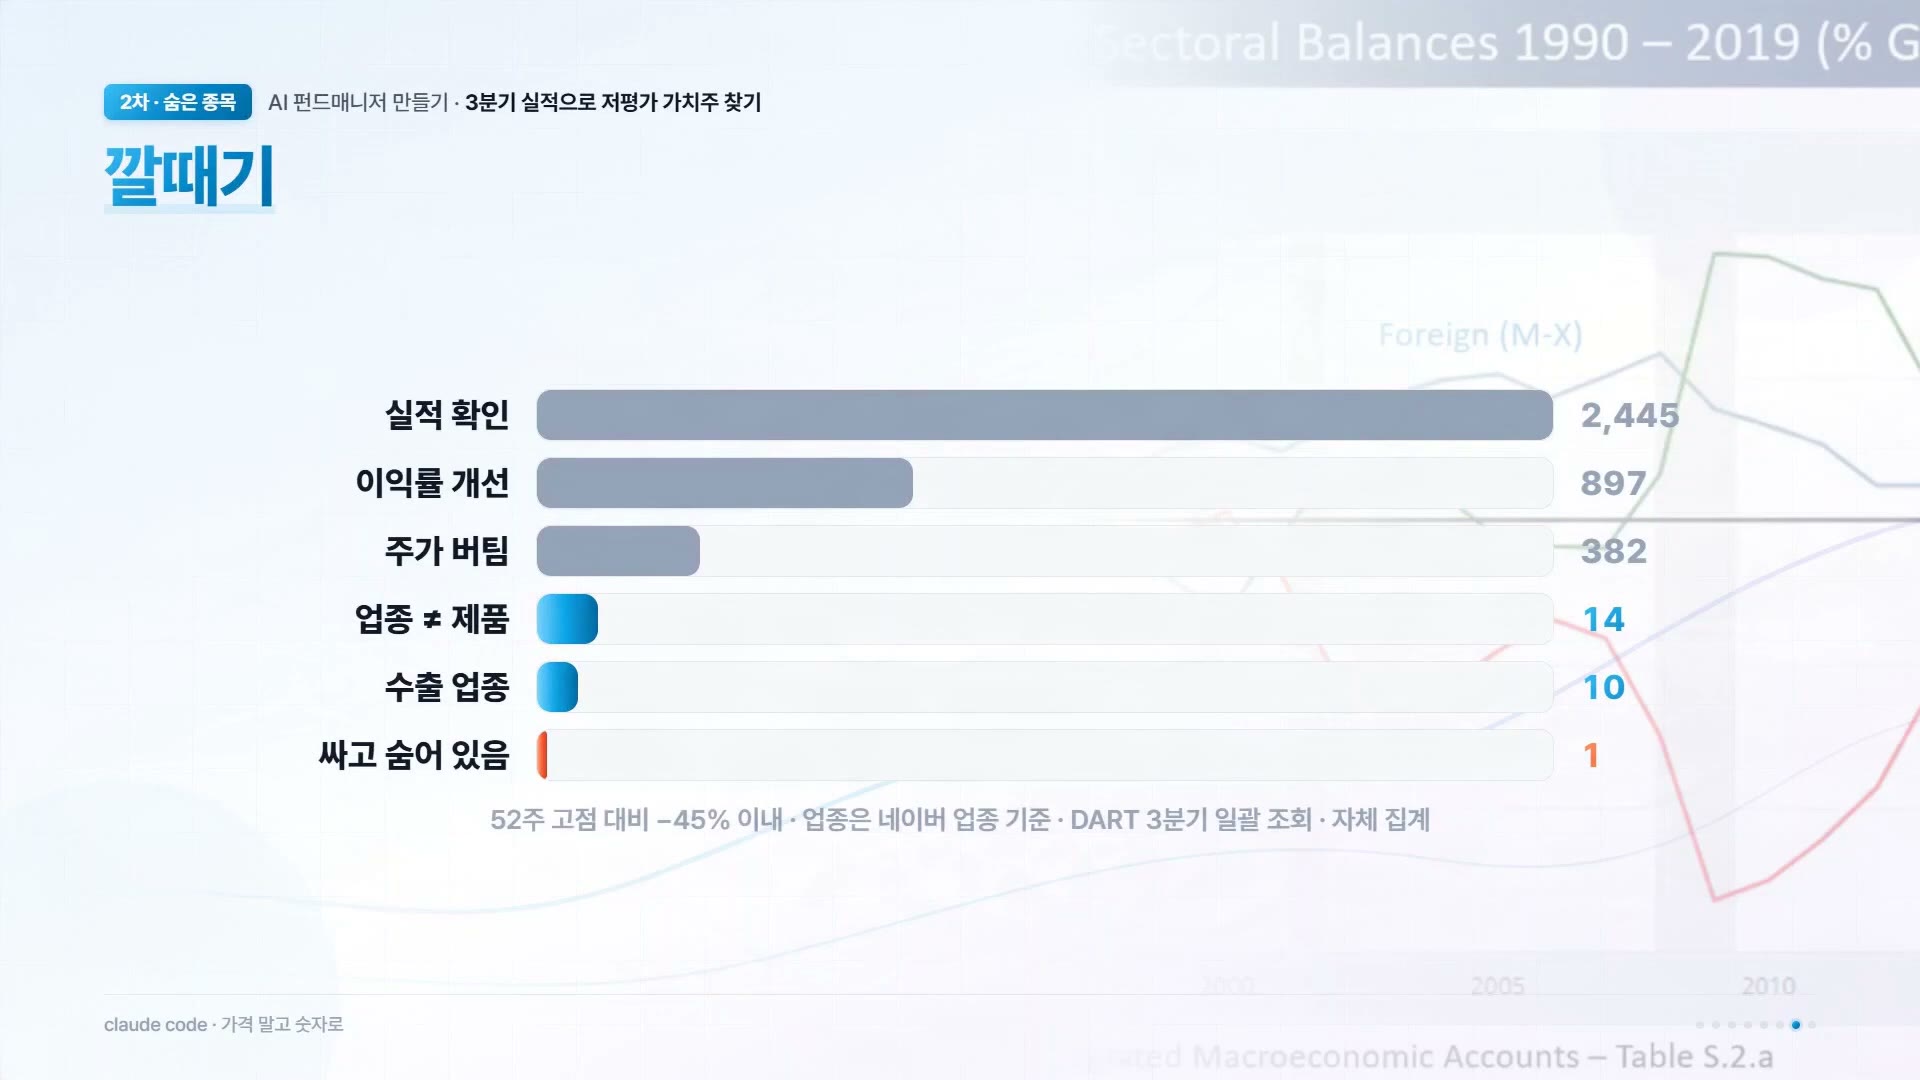 Sectoral Balances 1990 – 2019 (% G
2차 · 숨은 종목 AI 펀드매니저 만들기 · 3분기 실적으로 저평가 가치주 찾기
깔때기
Foreign (M-X)
실적 확인 2,445
이익률 개선 897
주가 버팀 382
업종 ≠ 제품 14
수출 업종 10
싸고 숨어 있음 1
52주 고점 대비 –45% 이내 · 업종은 네이버 업종 기준 · DART 3분기 일괄 조회 · 자체 집계
2000 2005 2010
claude code · 가격 말고 숫자로
Macroeconomic Accounts – Table S.2.a